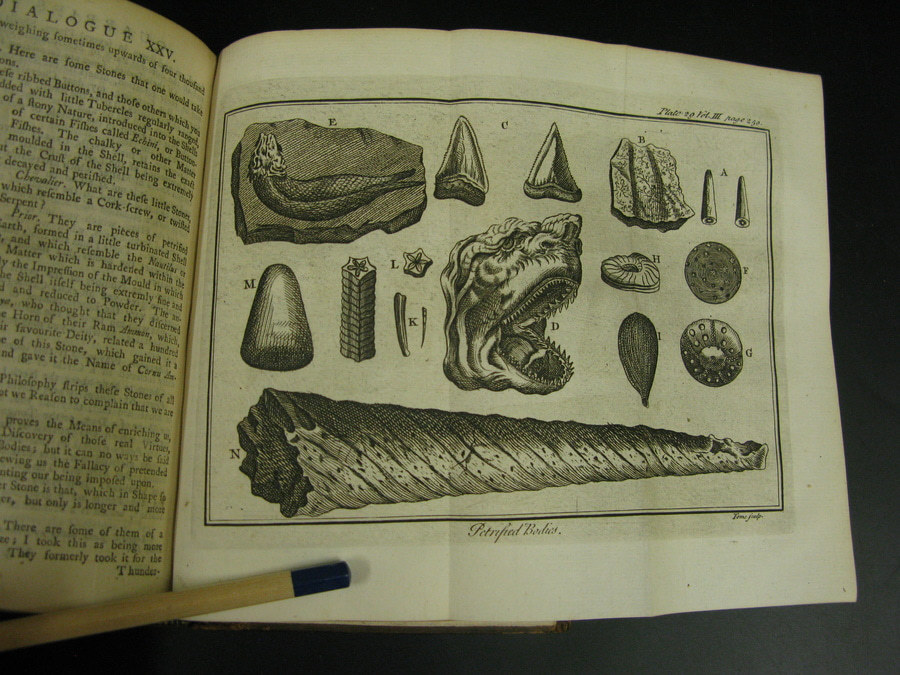 DIALOGUE XXV.
weighing sometimes upwards of four thousand
Here are some Stones that one would take
ribbed Buttons, and those others which you
with little Tubercles regularly ranged,
of a stony Nature, introduced into the Shells
of certain Fishes called Echini, or Button-
Fishes. The chalky or other Matter
moulded in the Shell, retains the exact
the Crust of the Shell being extremely
decayed and perished.
Chevalier. What are these little Stones,
which resemble a Cork-screw, or twisted
Serpent?
Prior. They are pieces of petrified
Earth, formed in a little turbinated Shell
and which resemble the Nautilus
Matter which is hardened within the
the Impression of the Mould in which
the Shell itself being extremely fine and
and reduced to Powder. The
who thought that they discerned
Horn of their Ram Ammon, which,
favourite Deity, related a hundred
of this Stone, which gained it a
and gave it the Name of Cornu Am-
Philosophy strips these Stones of all
we Reason to complain that we are
proves the Means of enriching us,
Discovery of those real Virtues,
Bodies; but it can no ways be said
the Fallacy of pretended
our being imposed upon.
Stone is that, which in Shape
but only is longer and more
There are some of them of a
I took this as being mere
They formerly took it for the
Thunder-
Plate 29 Vol. III. page 230.
E
C
B
A
M
L
K
D
H
F
I
G
N
Petrified Bodies.
sculp.